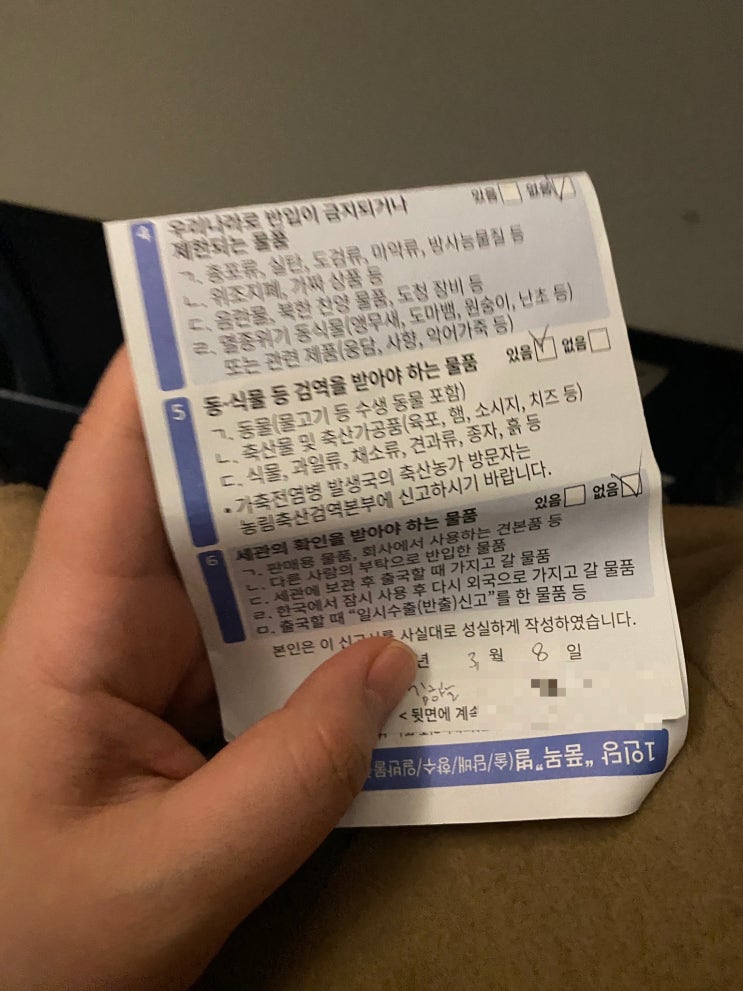 4 우리나라로 반입이 금지되거나 제한되는 물품 있음 없음
ㄱ. 총포류, 실탄, 도검류, 마약류, 방사능물질 등
ㄴ. 위조지폐, 가짜 상품 등
ㄷ. 음란물, 북한 찬양 물품, 도청 장비 등
ㄹ. 멸종위기 동식물(앵무새, 도마뱀, 원숭이, 난초 등)
또는 관련 제품(웅담, 사향, 악어가죽 등)
5 동·식물 등 검역을 받아야 하는 물품 있음 없음
ㄱ. 동물(물고기 등 수생 동물 포함)
ㄴ. 축산물 및 축산가공품(육포, 햄, 소시지, 치즈 등)
ㄷ. 식물, 과일류, 채소류, 견과류, 종자, 흙 등
• 가축전염병 발생국의 축산농가 방문자는
농림축산검역본부에 신고하시기 바랍니다.
6 세관의 확인을 받아야 하는 물품 있음 없음
ㄱ. 판매용 물품, 회사에서 사용하는 견본품 등
ㄴ. 다른 사람의 부탁으로 반입한 물품
ㄷ. 세관에 보관 후 출국할 때 가지고 갈 물품
ㄹ. 한국에서 잠시 사용 후 다시 외국으로 가지고 갈 물품
ㅁ. 출국할 때 "일시수출(반출)신고"를 한 물품 등
본인은 이 신고서를 사실대로 성실하게 작성하였습니다.
년 3월 8일
< 뒷면에 계속
1인당 "품목"별(술/담배/향수/일반물품